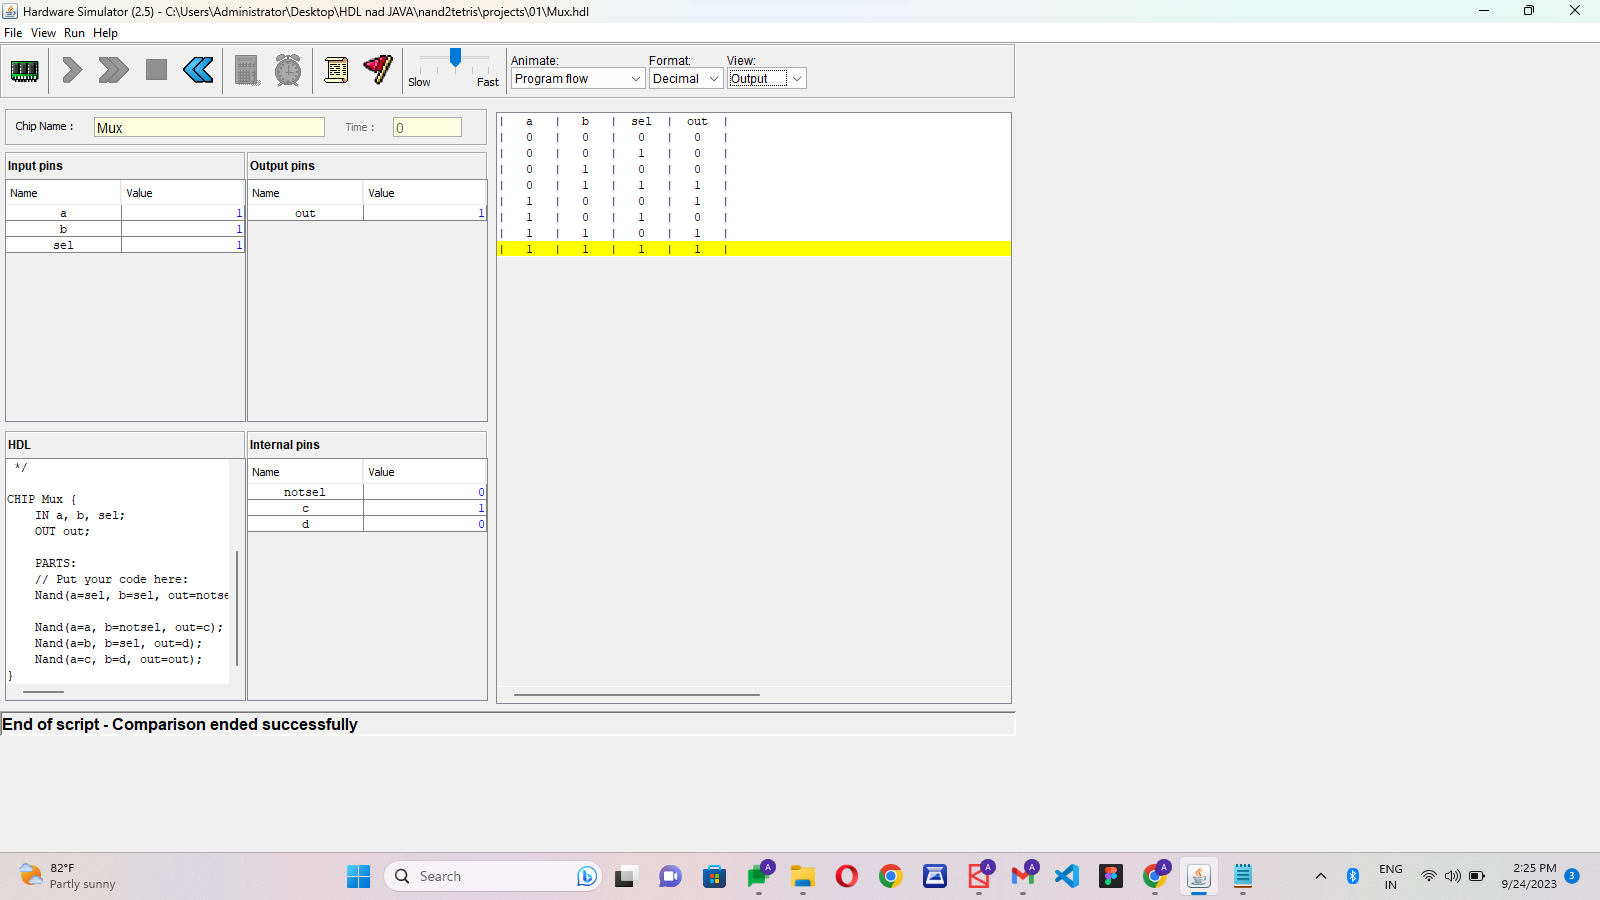 Hardware Simulator (2.5) - C:\Users\Administrator\Desktop\HDL nad JAVA\nand2tetris\projects\01\Mux.hdl
File View Run Help
Animate: Format: View:
Slow Fast Program flow Decimal Output
Chip Name : Mux Time : 0
Input pins
Name Value
a 1
b 1
sel 1
Output pins
Name Value
out 1
| a | b | sel | out |
| 0 | 0 | 0 | 0 |
| 0 | 0 | 1 | 0 |
| 0 | 1 | 0 | 0 |
| 0 | 1 | 1 | 1 |
| 1 | 0 | 0 | 1 |
| 1 | 0 | 1 | 0 |
| 1 | 1 | 0 | 1 |
| 1 | 1 | 1 | 1 |
HDL
*/
CHIP Mux {
IN a, b, sel;
OUT out;
PARTS:
// Put your code here:
Nand(a=sel, b=sel, out=notse
Nand(a=a, b=notsel, out=c);
Nand(a=b, b=sel, out=d);
Nand(a=c, b=d, out=out);
}
Internal pins
Name Value
notsel 0
c 1
d 0
End of script - Comparison ended successfully
82°F
Partly sunny
Search
A
A
A
A
ENG
IN
2:25 PM
9/24/2023
3